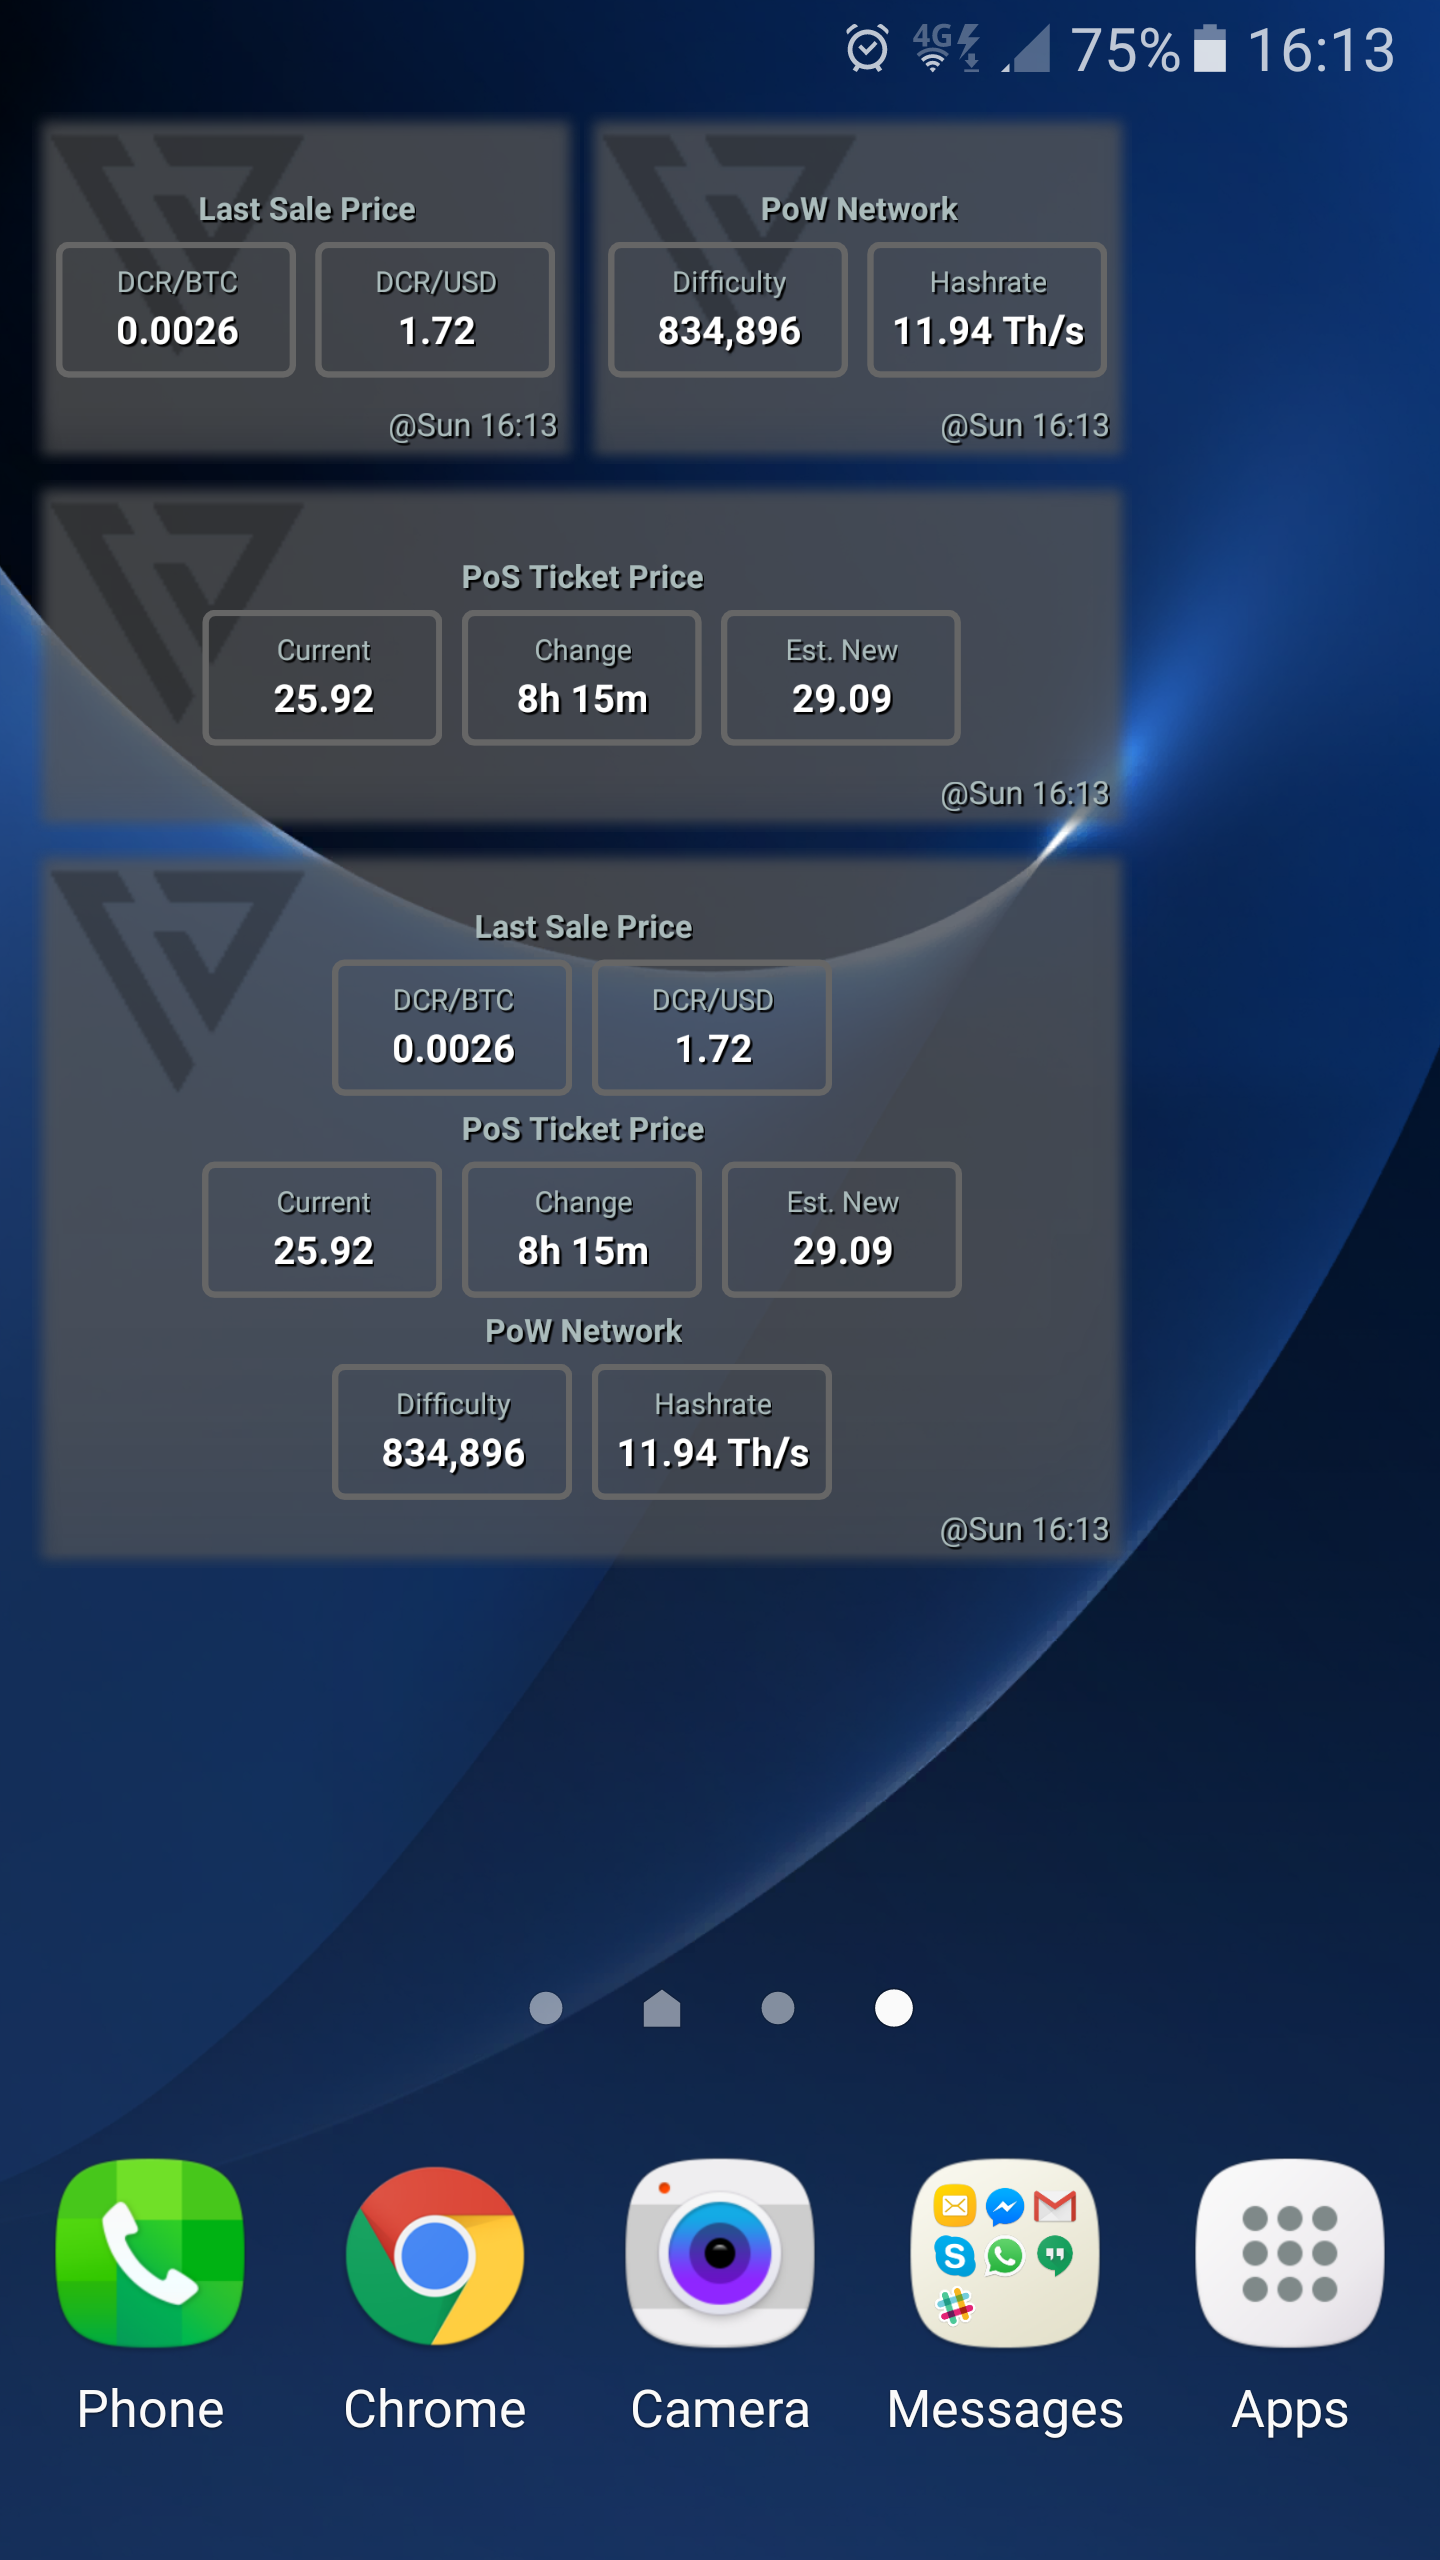 4G 75% 16:13
Last Sale Price
DCR/BTC DCR/USD
0.0026 1.72
@Sun 16:13
PoW Network
Difficulty Hashrate
834,896 11.94 Th/s
@Sun 16:13
PoS Ticket Price
Current Change Est. New
25.92 8h 15m 29.09
@Sun 16:13
Last Sale Price
DCR/BTC DCR/USD
0.0026 1.72
PoS Ticket Price
Current Change Est. New
25.92 8h 15m 29.09
PoW Network
Difficulty Hashrate
834,896 11.94 Th/s
@Sun 16:13
Phone Chrome Camera Messages Apps